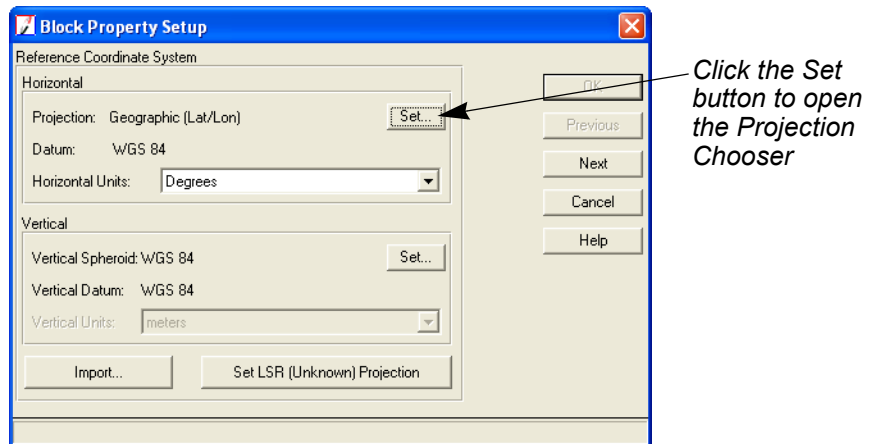 Block Property Setup
Reference Coordinate System
Horizontal
Projection: Geographic (Lat/Lon) Set...
Datum: WGS 84
Horizontal Units: Degrees
Vertical
Vertical Spheroid: WGS 84 Set...
Vertical Datum: WGS 84
Vertical Units: meters
Import... Set LSR (Unknown) Projection
OK
Previous
Next
Cancel
Help
Click the Set
button to open
the Projection
Chooser